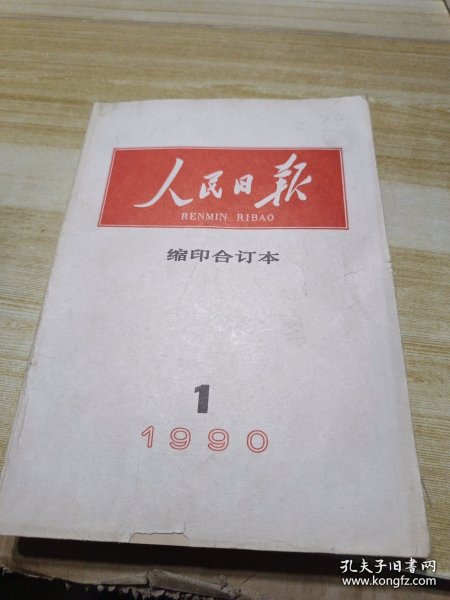 人民日报
RENMIN RIBAO
缩印合订本
1
1990
孔夫子旧书网
www.kongfz.com